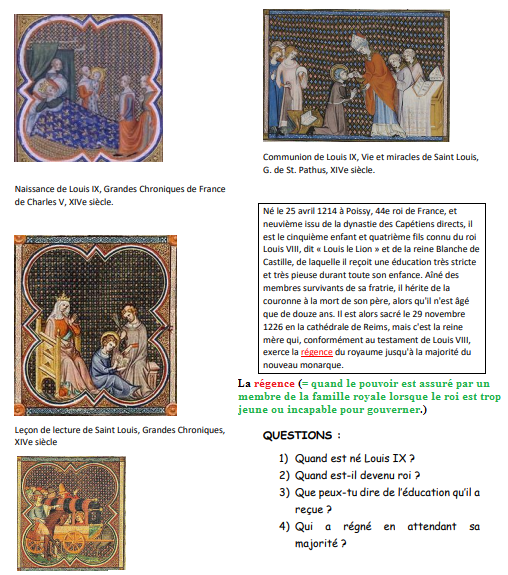 Communion de Louis IX, Vie et miracles de Saint Louis,
G. de St. Pathus, XIVe siècle.
Naissance de Louis IX, Grandes Chroniques de France
de Charles V, XIVe siècle.
Né le 25 avril 1214 à Poissy, 44e roi de France, et
neuvième issu de la dynastie des Capétiens directs, il
est le cinquième enfant et quatrième fils connu du roi
Louis VIII, dit « Louis le Lion » et de la reine Blanche de
Castille, de laquelle il reçoit une éducation très stricte
et très pieuse durant toute son enfance. Aîné des
membres survivants de sa fratrie, il hérite de la
couronne à la mort de son père, alors qu'il n'est âgé
que de douze ans. Il est alors sacré le 29 novembre
1226 en la cathédrale de Reims, mais c'est la reine
mère qui, conformément au testament de Louis VIII,
exerce la régence du royaume jusqu'à la majorité du
nouveau monarque.
La régence (= quand le pouvoir est assuré par un
membre de la famille royale lorsque le roi est trop
jeune ou incapable pour gouverner.)
Leçon de lecture de Saint Louis, Grandes Chroniques,
XIVe siècle
QUESTIONS :
1) Quand est né Louis IX ?
2) Quand est-il devenu roi ?
3) Que peux-tu dire de l'éducation qu'il a
reçue ?
4) Qui a régné en attendant sa
majorité ?